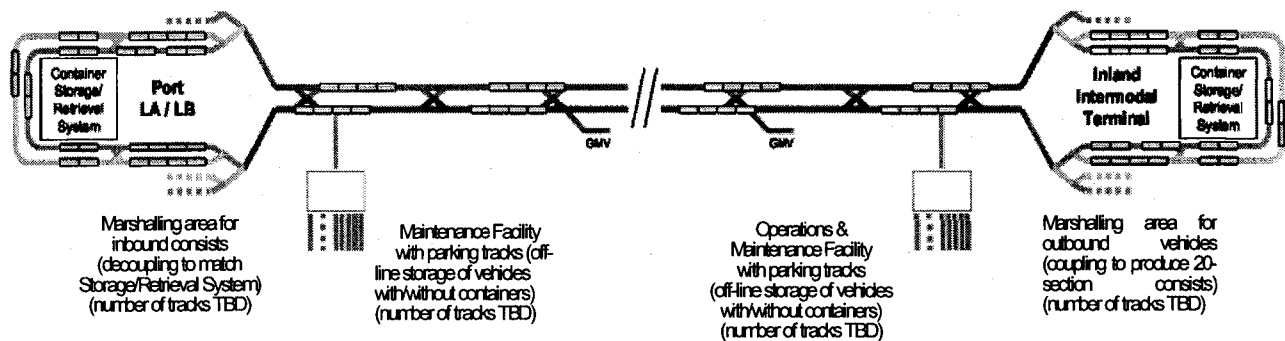 Container
Storage/
Retrieval
System
Port
LA / LB
GMV
GMV
Inland
Intermodal
Terminal
Container
Storage/
Retrieval
System
Marshalling area for
inbound consists
(decoupling to match
Storage/Retrieval System)
(number of tracks TBD)
Maintenance Facility
with parking tracks (off-
line storage of vehicles
with/without containers)
(number of tracks TBD)
Operations &
Maintenance Facility
with parking tracks
(off-line storage of vehicles
with/without containers)
(number of tracks TBD)
Marshalling area for
outbound vehicles
(coupling to produce 20-
section consists)
(number of tracks TBD)